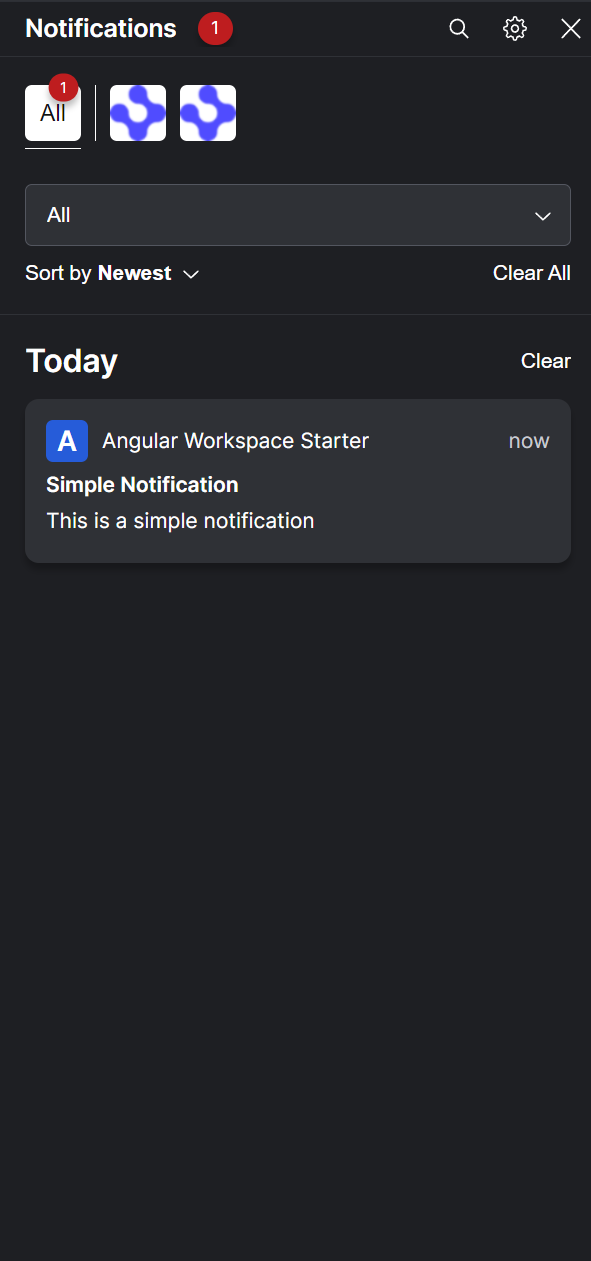 Notifications 1
1
All
All
Sort by Newest Clear All
Today Clear
A Angular Workspace Starter now
Simple Notification
This is a simple notification